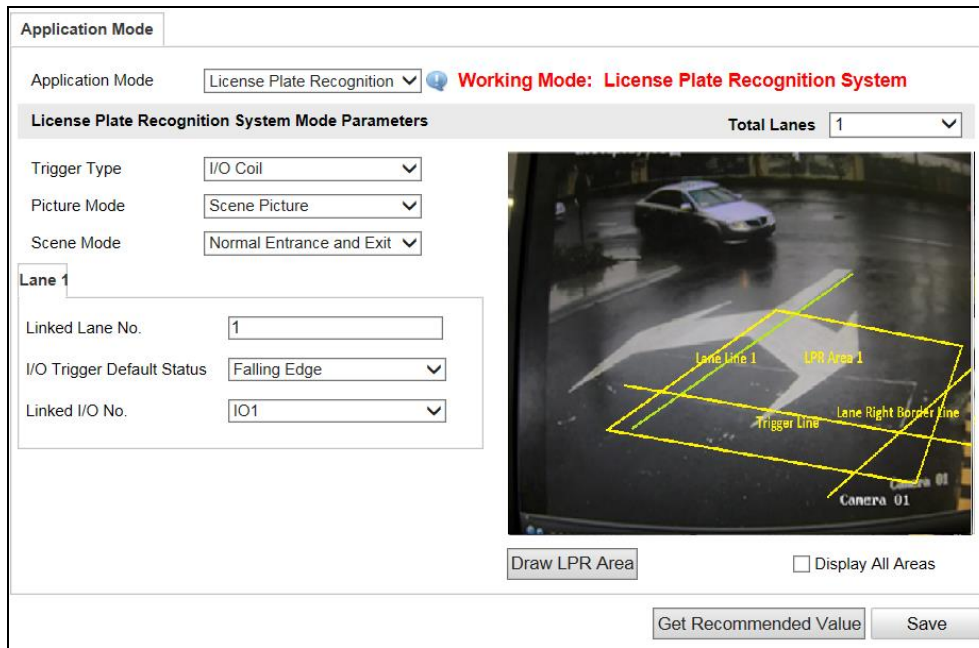 Application Mode
Application Mode License Plate Recognition Working Mode: License Plate Recognition System
License Plate Recognition System Mode Parameters Total Lanes 1
Trigger Type I/O Coil
Picture Mode Scene Picture
Scene Mode Normal Entrance and Exit
Lane 1
Linked Lane No. 1
I/O Trigger Default Status Falling Edge
Linked I/O No. IO1
Lane Line 1 LPR Area 1
Lane Right Border Line
Trigger Line
Camera 01
Camera 01
Draw LPR Area Display All Areas
Get Recommended Value Save